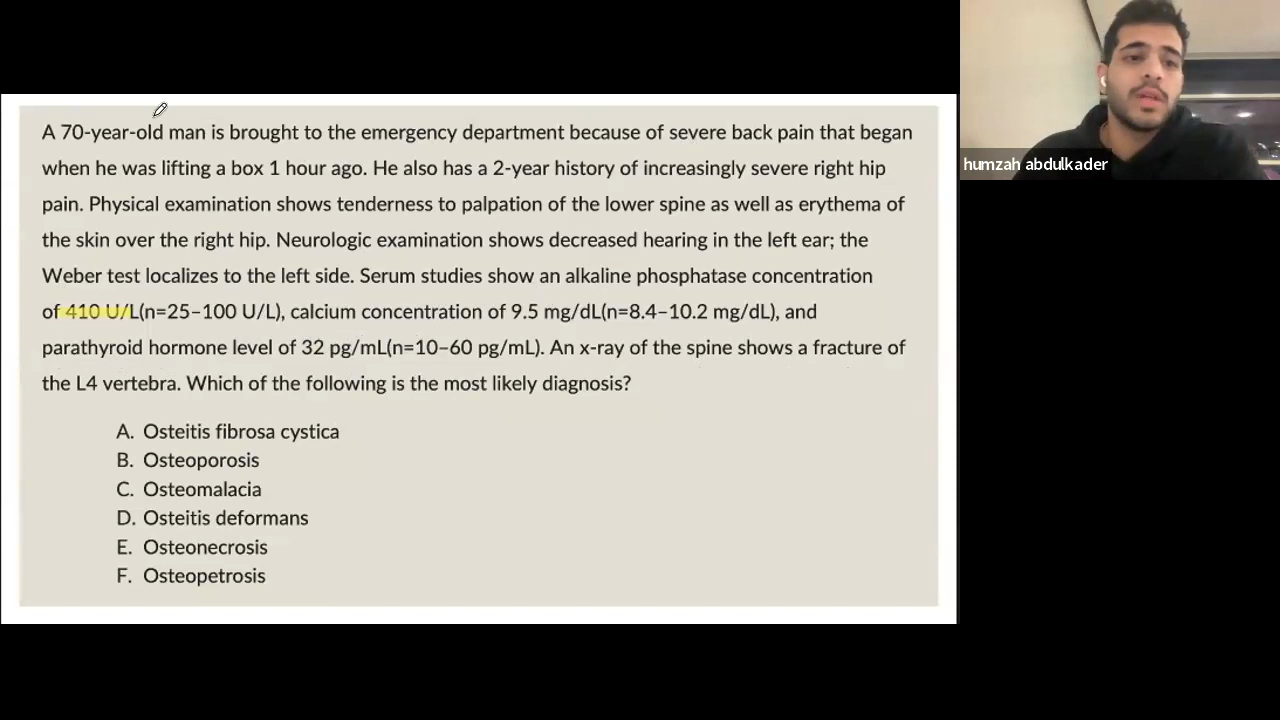 A 70-year-old man is brought to the emergency department because of severe back pain that began
when he was lifting a box 1 hour ago. He also has a 2-year history of increasingly severe right hip
pain. Physical examination shows tenderness to palpation of the lower spine as well as erythema of
the skin over the right hip. Neurologic examination shows decreased hearing in the left ear; the
Weber test localizes to the left side. Serum studies show an alkaline phosphatase concentration
of 410 U/L(n=25–100 U/L), calcium concentration of 9.5 mg/dL(n=8.4–10.2 mg/dL), and
parathyroid hormone level of 32 pg/mL(n=10–60 pg/mL). An x-ray of the spine shows a fracture of
the L4 vertebra. Which of the following is the most likely diagnosis?
A. Osteitis fibrosa cystica
B. Osteoporosis
C. Osteomalacia
D. Osteitis deformans
E. Osteonecrosis
F. Osteopetrosis
humzah abdulkader